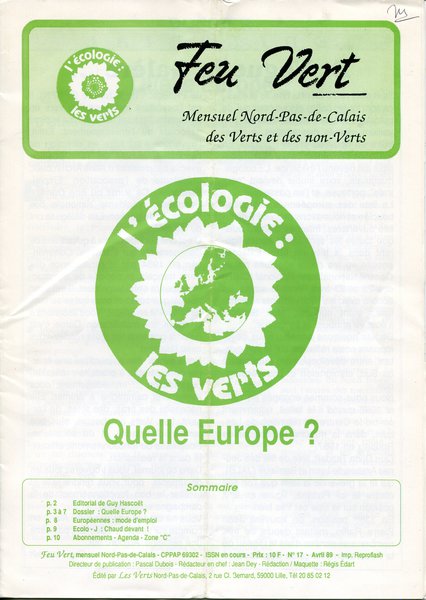 l'écologie:
les verts
Feu Vert
Mensuel Nord-Pas-de-Calais
des Verts et des non-Verts
l'écologie:
les verts
Quelle Europe ?
Sommaire
p. 2 Editorial de Guy Hascoët
p. 3 à 7 Dossier : Quelle Europe ?
p. 8 Européennes : mode d'emploi
p. 9 Ecolo - J : Chaud devant !
p. 10 Abonnements - Agenda - Zone "C"
Feu Vert, mensuel Nord-Pas-de-Calais - CPPAP 69302 - ISSN en cours - Prix : 10 F - N° 17 - Avril 89 - Imp. Reproflash
Directeur de publication : Pascal Dubois - Rédacteur en chef : Jean Dey - Rédaction / Maquette : Régis Edart
Édité par Les Verts Nord-Pas de Calais, 2 rue Cl. Bernard, 59000 Lille, Tél 20 85 02 12